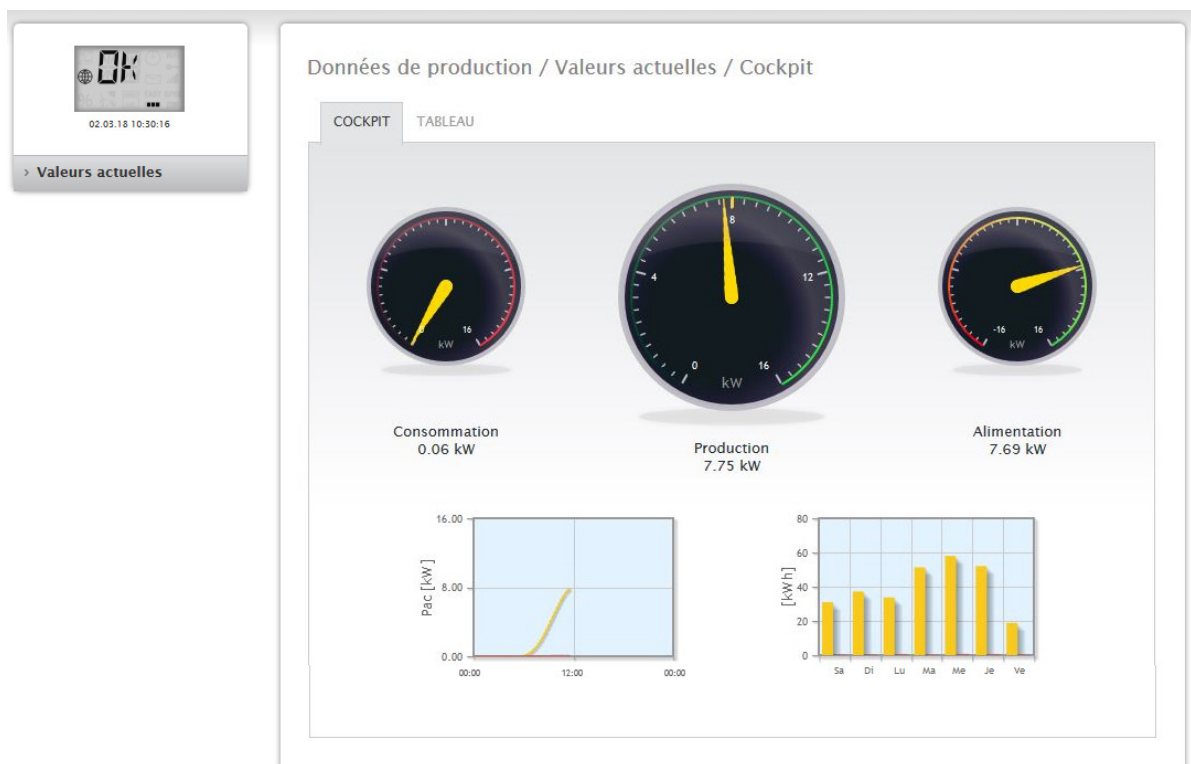 OK
02.03.18 10:30:16
› Valeurs actuelles
Données de production / Valeurs actuelles / Cockpit
COCKPIT TABLEAU
16
kW
Consommation
0.06 kW
8
4
12
0
16
kW
Production
7.75 kW
-16 16
kW
Alimentation
7.69 kW
16.00
8.00
0.00
Pac [kW]
00:00 12:00 00:00
80
60
40
20
0
[kWh]
Sa Di Lu Ma Me Je Ve